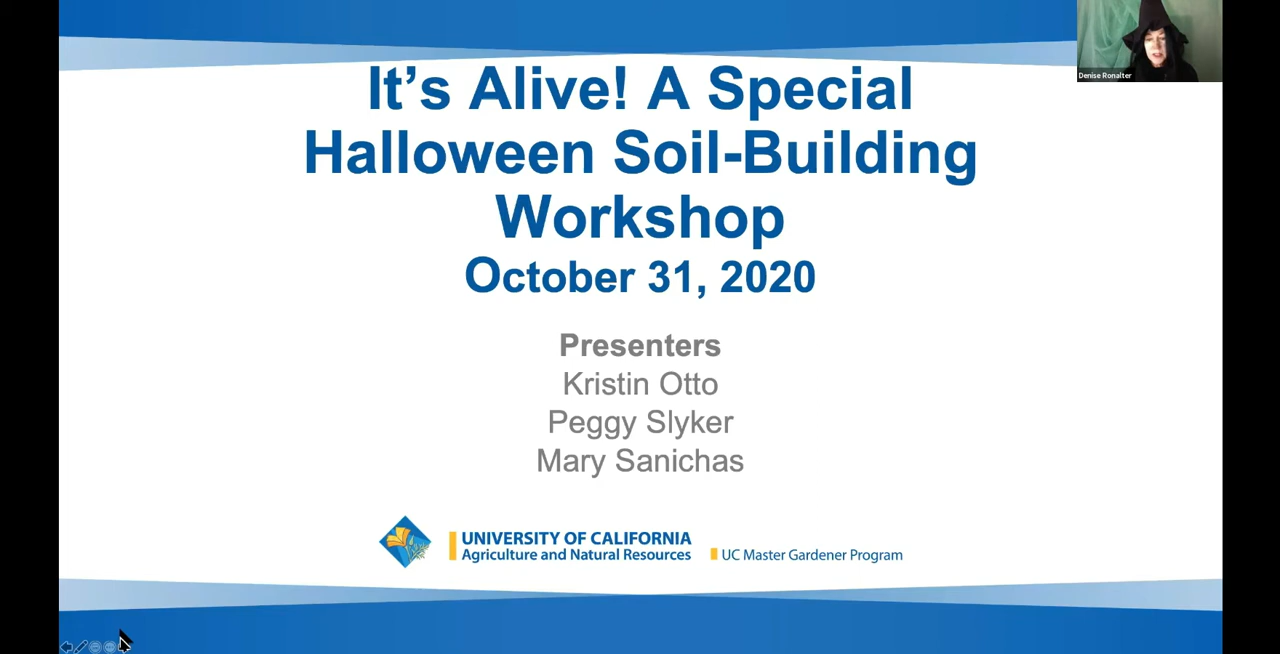 Denise Ronalter
It’s Alive! A Special
Halloween Soil-Building
Workshop
October 31, 2020
Presenters
Kristin Otto
Peggy Slyker
Mary Sanichas
UNIVERSITY OF CALIFORNIA
Agriculture and Natural Resources
UC Master Gardener Program